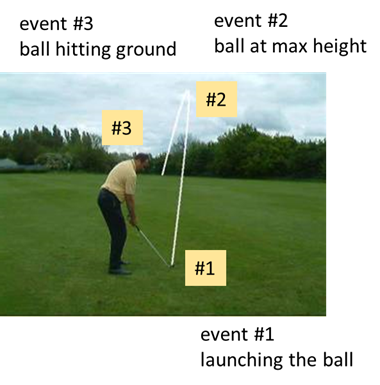 event #3
ball hitting ground
event #2
ball at max height
#2
#3
#1
event #1
launching the ball